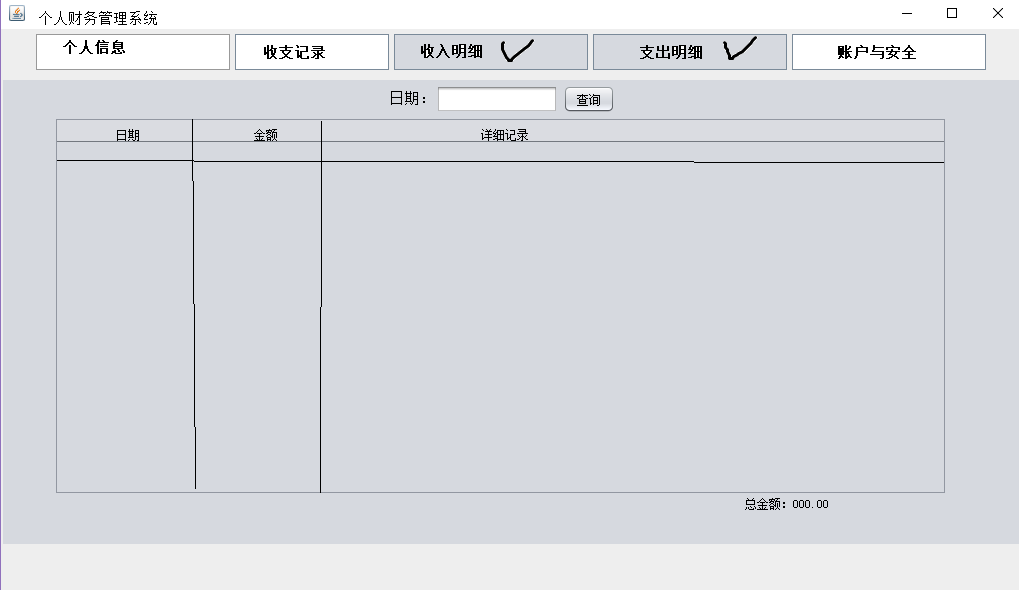 个人财务管理系统
个人信息 收支记录 收入明细 支出明细 账户与安全
日期： 查询
日期 金额 详细记录
总金额：000.00